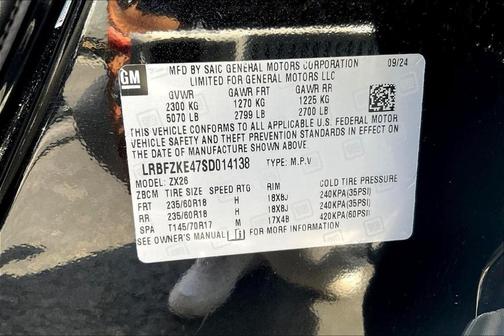 GM
MFD BY SAIC GENERAL MOTORS CORPORATION 09/24
LIMITED FOR GENERAL MOTORS LLC
GVWR GAWR FRT GAWR RR
2300 KG 1270 KG 1225 KG
5070 LB 2799 LB 2700 LB
THIS VEHICLE CONFORMS TO ALL APPLICABLE U.S. FEDERAL MOTOR
VEHICLE SAFETY AND THEFT PREVENTION STANDARDS IN EFFECT ON THE
DATE OF MANUFACTURE SHOWN ABOVE.
LRBFZKE47SD014138 TYPE: M.P.V
MODEL: ZX26
ZBCM TIRE SIZE SPEED RTG RIM COLD TIRE PRESSURE
FRT 235/60R18 H 18X8J 240KPA(35PSI)
RR 235/60R18 H 18X8J 240KPA(35PSI)
SPA T145/70R17 M 17X4B 420KPA(60PSI)
SEE OWNER'S MANUAL FOR MORE INFORMATION